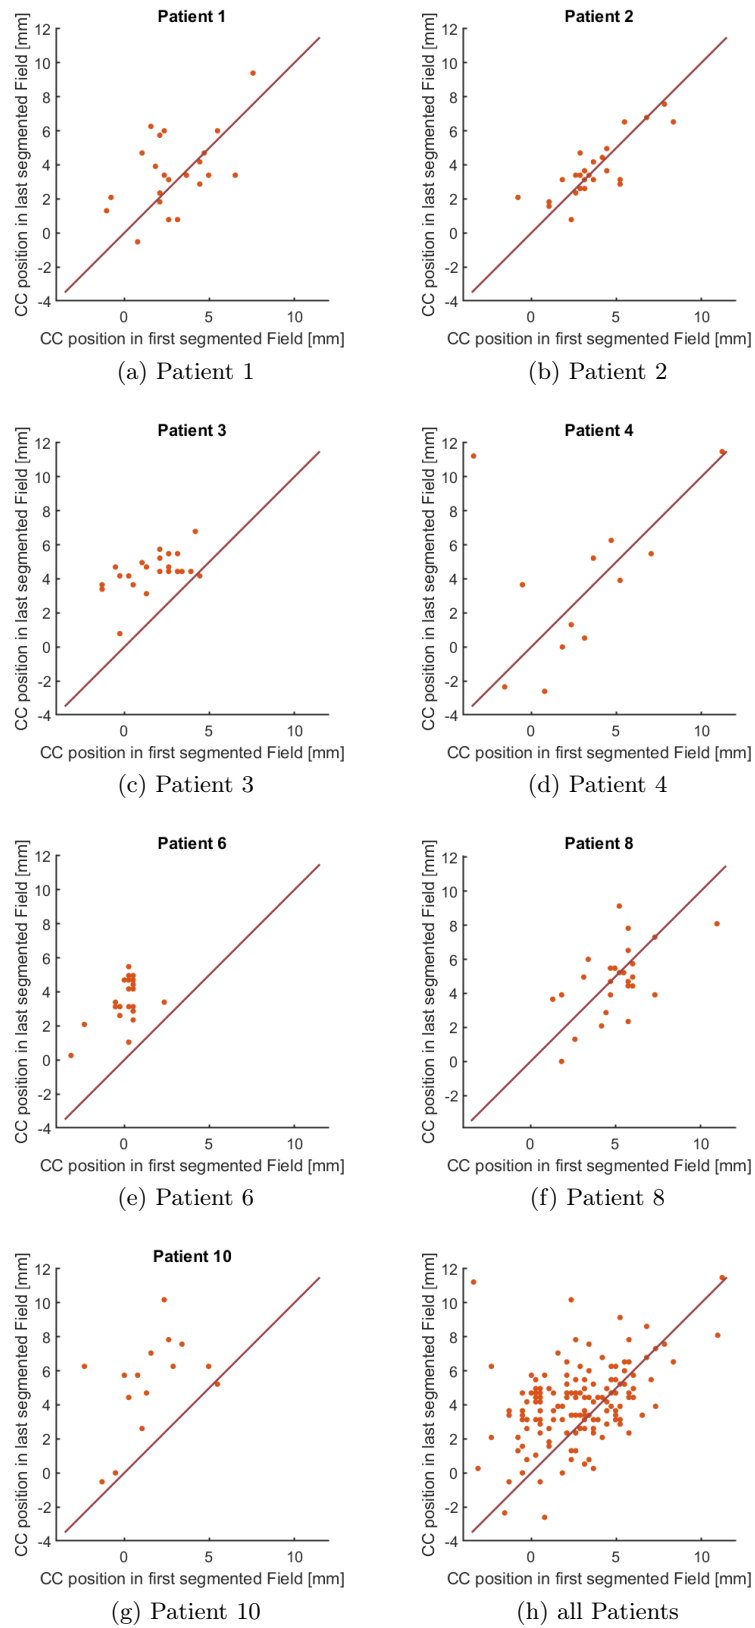 Patient 1
CC position in last segmented Field [mm]
12
10
8
6
4
2
0
-2
-4
0 5 10
CC position in first segmented Field [mm]
(a) Patient 1
Patient 2
CC position in last segmented Field [mm]
12
10
8
6
4
2
0
-2
-4
0 5 10
CC position in first segmented Field [mm]
(b) Patient 2
Patient 3
CC position in last segmented Field [mm]
12
10
8
6
4
2
0
-2
-4
0 5 10
CC position in first segmented Field [mm]
(c) Patient 3
Patient 4
CC position in last segmented Field [mm]
12
10
8
6
4
2
0
-2
-4
0 5 10
CC position in first segmented Field [mm]
(d) Patient 4
Patient 6
CC position in last segmented Field [mm]
12
10
8
6
4
2
0
-2
-4
0 5 10
CC position in first segmented Field [mm]
(e) Patient 6
Patient 8
CC position in last segmented Field [mm]
12
10
8
6
4
2
0
-2
0 5 10
CC position in first segmented Field [mm]
(f) Patient 8
Patient 10
CC position in last segmented Field [mm]
12
10
8
6
4
2
0
-2
-4
0 5 10
CC position in first segmented Field [mm]
(g) Patient 10
CC position in last segmented Field [mm]
12
10
8
6
4
2
0
-2
-4
0 5 10
CC position in first segmented Field [mm]
(h) all Patients